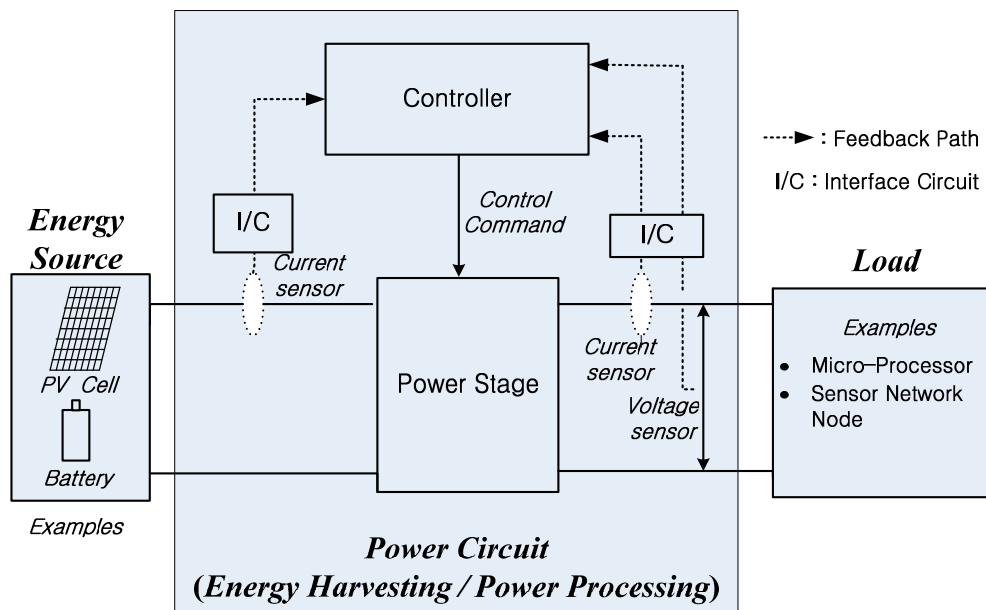 Controller
: Feedback Path
I/C : Interface Circuit
I/C
Control
Command
I/C
Energy
Source
Current
sensor
Load
PV Cell
Battery
Examples
Power Stage
Current
sensor
Voltage
sensor
Examples
• Micro-Processor
• Sensor Network
Node
Power Circuit
(Energy Harvesting / Power Processing)